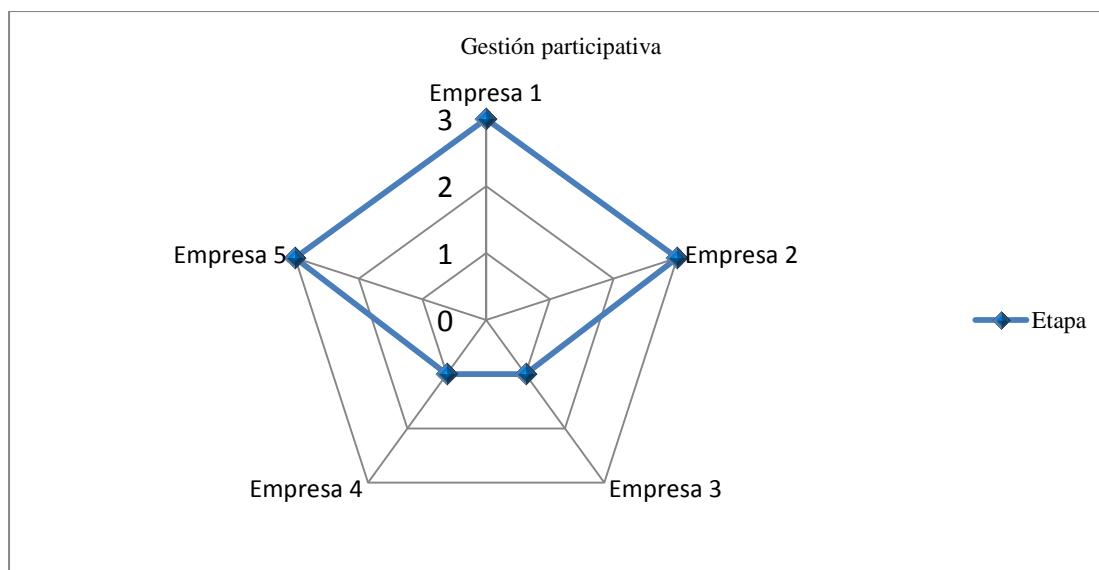 Gestión participativa
Empresa 1
3
2
1
0
Empresa 2
Empresa 3
Empresa 4
Empresa 5
Etapa